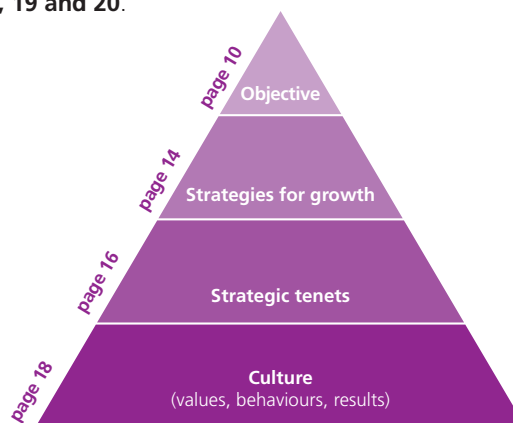 , 19 and 20.
page 10
Objective
page 14
Strategies for growth
page 16
Strategic tenets
page 18
Culture
(values, behaviours, results)